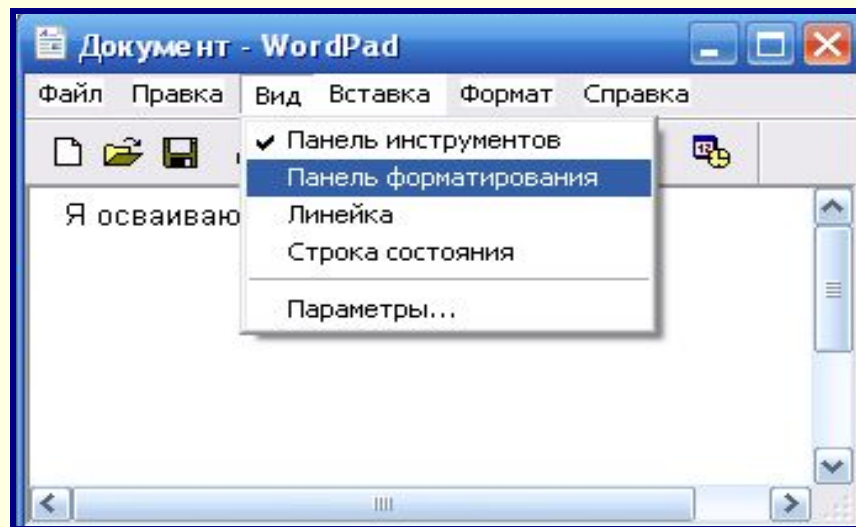 Документ - WordPad
Файл Правка Вид Вставка Формат Справка
Панель инструментов
Панель форматирования
Я осваиваю
Линейка
Строка состояния
Параметры...